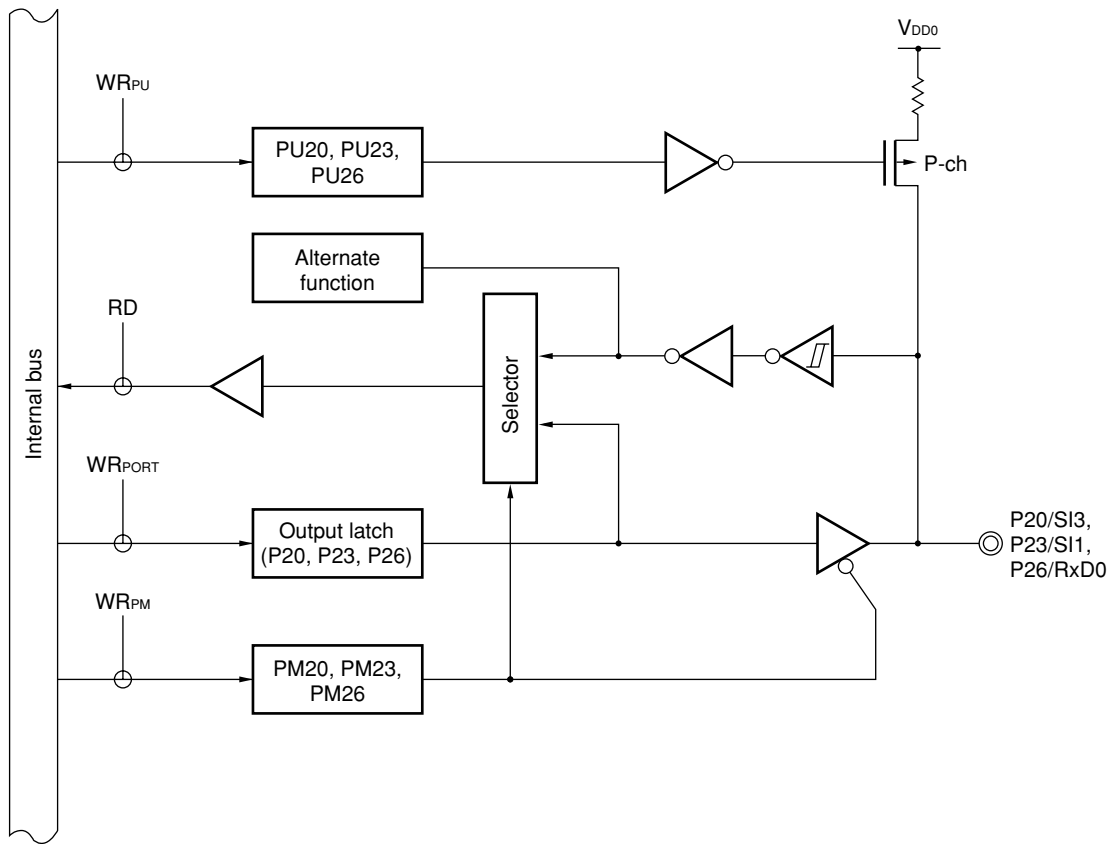 VDD0
WRPU
PU20, PU23,
PU26
P-ch
Alternate
function
RD
Selector
Internal bus
WRPORT
Output latch
(P20, P23, P26)
P20/SI3,
P23/SI1,
P26/RxD0
WRPM
PM20, PM23,
PM26